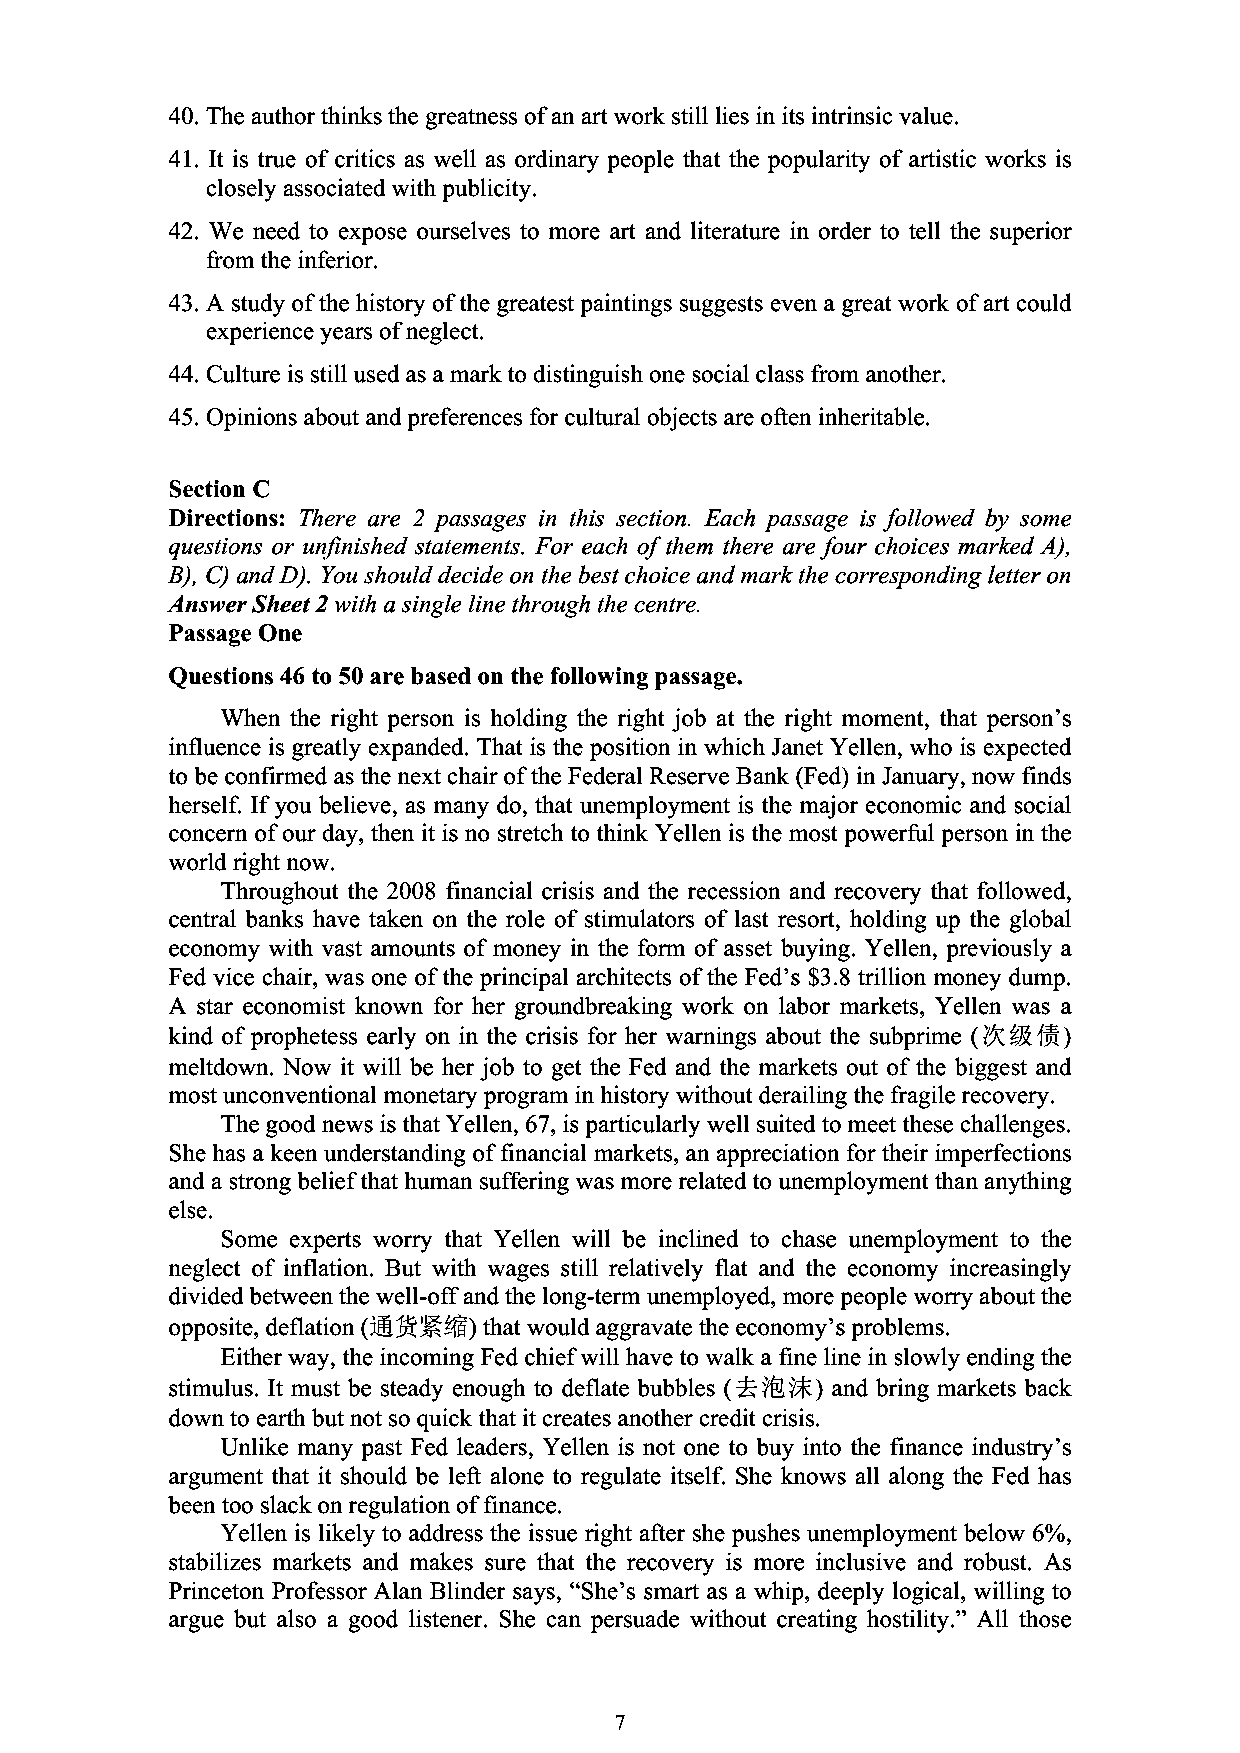 40. The author thinks the greatness of an art work still lies in its intrinsic value.
41. It is true of critics as well as ordinary people that the popularity of artistic works is
closely associated with publicity.
42. We need to expose ourselves to more art and literature in order to tell the superior
from the inferior.
43. A study of the history of the greatest paintings suggests even a great work of art could
experience years of neglect.
44. Culture is still used as a mark to distinguish one social class from another.
45. Opinions about and preferences for cultural objects are often inheritable.
Section C
Directions: There are 2 passages in this section. Each passage is followed by some
questions or unfinished statements. For each of them there are four choices marked A),
B), C) and D). You should decide on the best choice and mark the corresponding letter on
Answer Sheet 2 with a single line through the centre.
Passage One
Questions 46 to 50 are based on the following passage.
When the right person is holding the right job at the right moment, that person’s
influence is greatly expanded. That is the position in which Janet Yellen, who is expected
to be confirmed as the next chair of the Federal Reserve Bank (Fed) in January, now finds
herself. If you believe, as many do, that unemployment is the major economic and social
concern of our day, then it is no stretch to think Yellen is the most powerful person in the
world right now.
Throughout the 2008 financial crisis and the recession and recovery that followed,
central banks have taken on the role of stimulators of last resort, holding up the global
economy with vast amounts of money in the form of asset buying. Yellen, previously a
Fed vice chair, was one of the principal architects of the Fed’s $3.8 trillion money dump.
A star economist known for her groundbreaking work on labor markets, Yellen was a
kind of prophetess early on in the crisis for her warnings about the subprime (次级债)
meltdown. Now it will be her job to get the Fed and the markets out of the biggest and
most unconventional monetary program in history without derailing the fragile recovery.
The good news is that Yellen, 67, is particularly well suited to meet these challenges.
She has a keen understanding of financial markets, an appreciation for their imperfections
and a strong belief that human suffering was more related to unemployment than anything
else.
Some experts worry that Yellen will be inclined to chase unemployment to the
neglect of inflation. But with wages still relatively flat and the economy increasingly
divided between the well-off and the long-term unemployed, more people worry about the
opposite, deflation (通货紧缩) that would aggravate the economy’s problems.
Either way, the incoming Fed chief will have to walk a fine line in slowly ending the
stimulus. It must be steady enough to deflate bubbles (去泡沫) and bring markets back
down to earth but not so quick that it creates another credit crisis.
Unlike many past Fed leaders, Yellen is not one to buy into the finance industry’s
argument that it should be left alone to regulate itself. She knows all along the Fed has
been too slack on regulation of finance.
Yellen is likely to address the issue right after she pushes unemployment below 6%,
stabilizes markets and makes sure that the recovery is more inclusive and robust. As
Princeton Professor Alan Blinder says, “She’s smart as a whip, deeply logical, willing to
argue but also a good listener. She can persuade without creating hostility.” All those
7